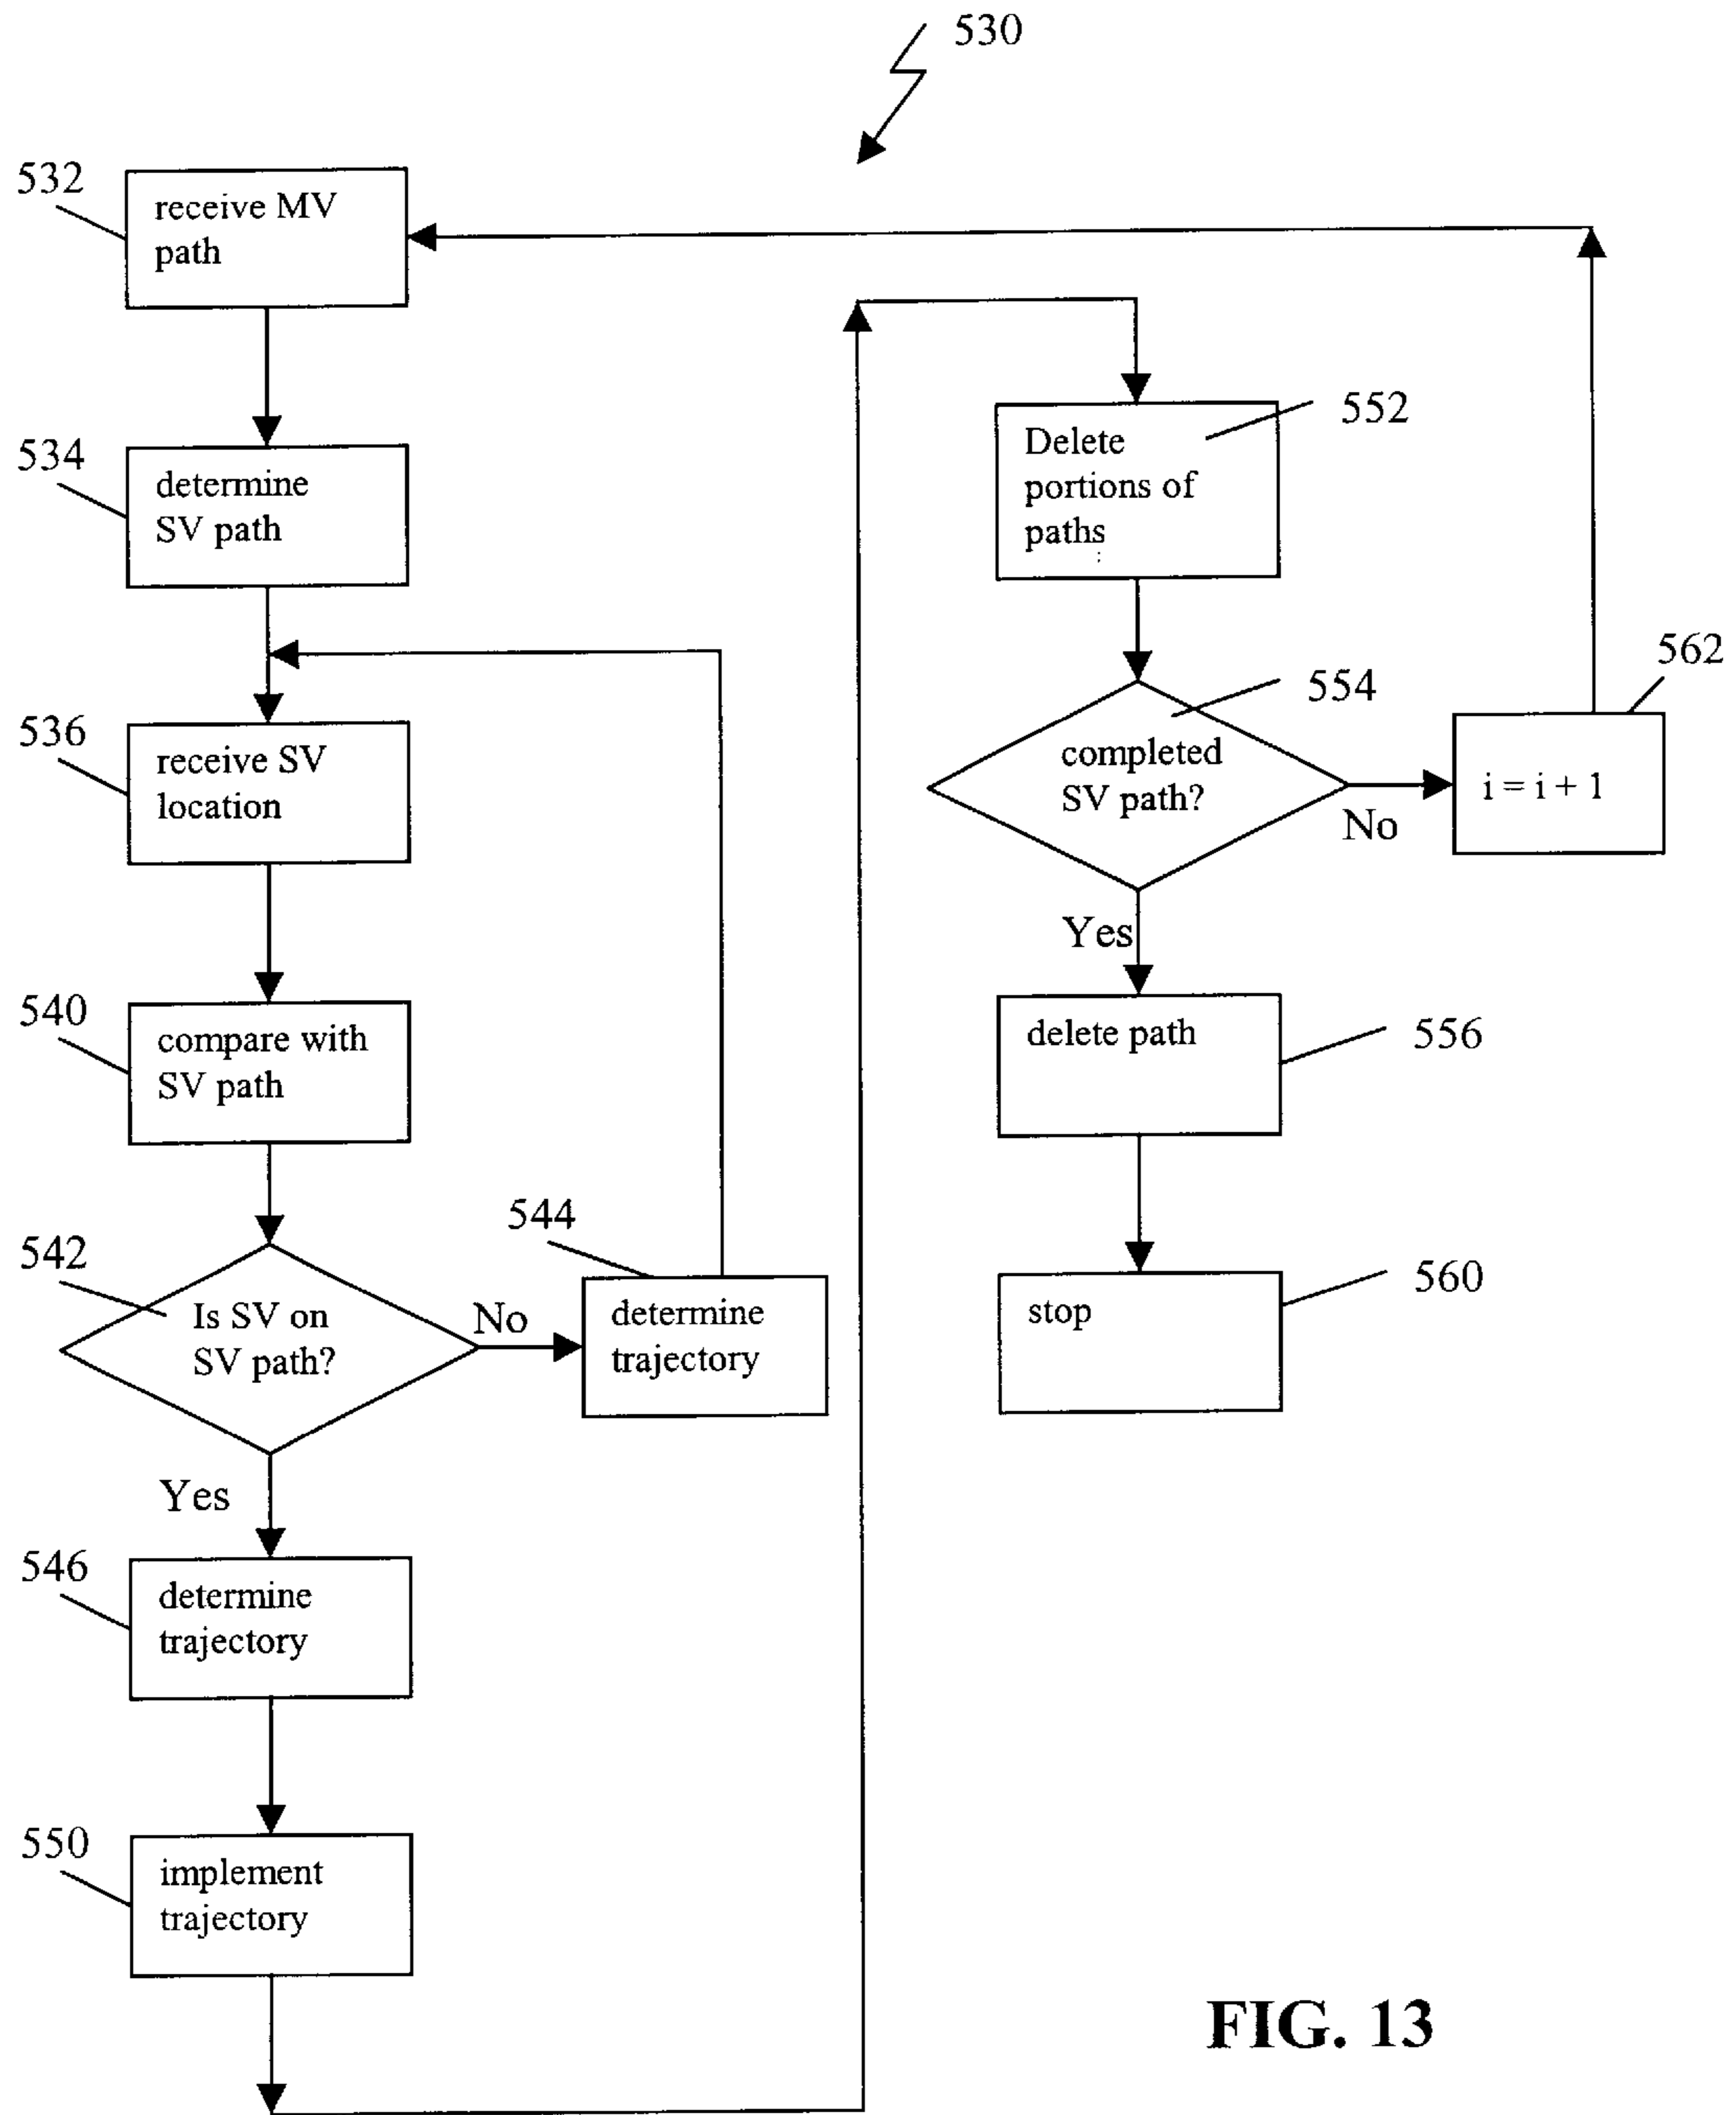 530
532
receive MV
path
534
determine
SV path
536
receive SV
location
540
compare with
SV path
542
Is SV on
SV path?
No
544
determine
trajectory
Yes
546
determine
trajectory
550
implement
trajectory
552
Delete
portions of
paths
554
completed
SV path?
No
562
i = i + 1
Yes
delete path
556
stop
560
FIG. 13